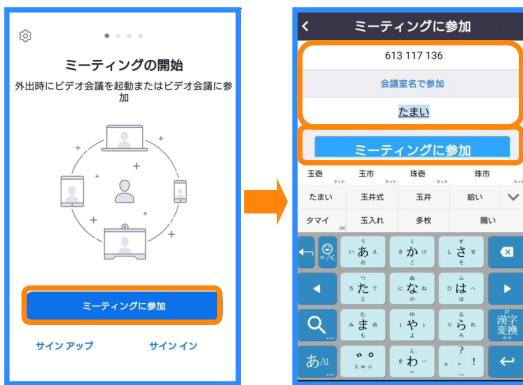 ミーティングの開始
外出時にビデオ会議を起動またはビデオ会議に参
加
ミーティングに参加
サインアップ
サインイン
ミーティングに参加
613 117 136
会議室名で参加
たまい
ミーティングに参加
玉壱 玉市 珠壱 珠市
たまい 玉井式 玉井 給い
タマイ 玉入れ 多枚 賜い
あ か さ
た な は
ま や ら 漢字
変換
あA1 わ 、。?!